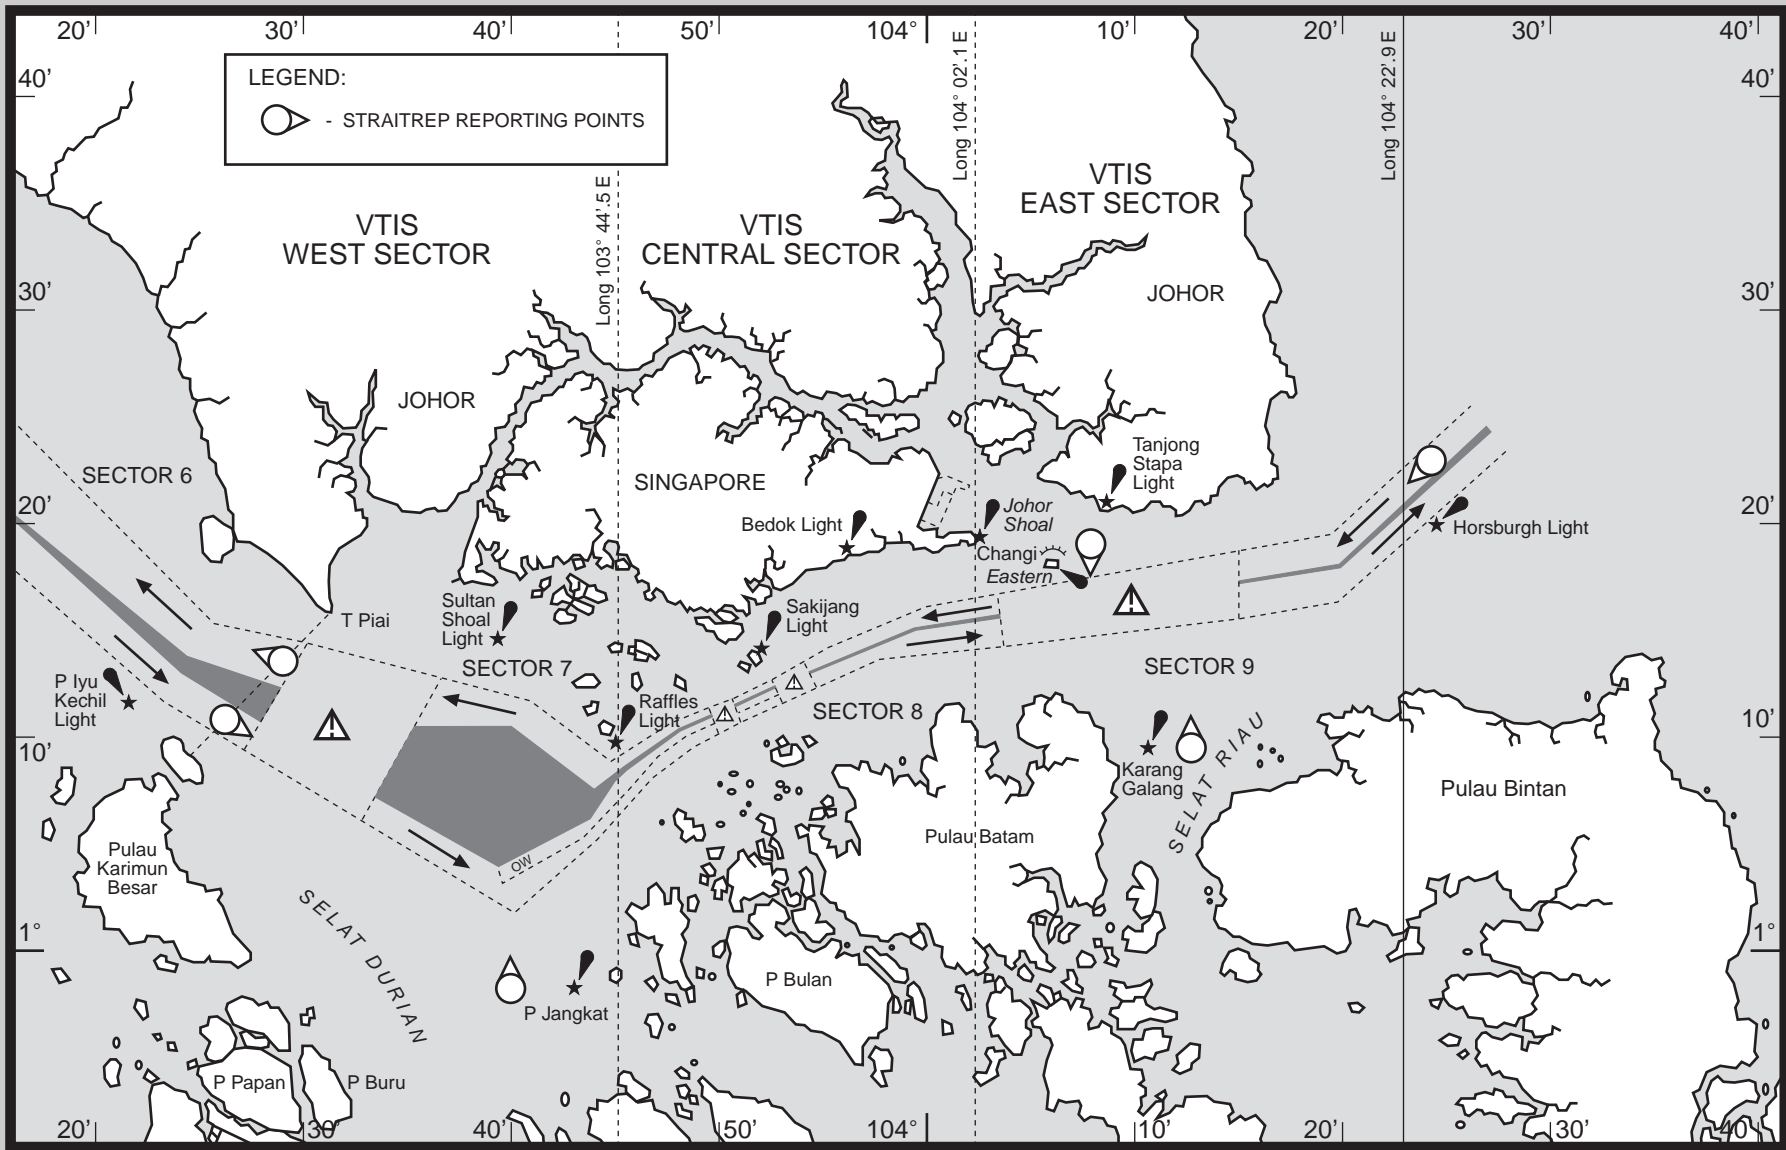 20'
30'
40'
50'
104°
10'
20'
30'
40'
40'
40'
LEGEND:
- STRAITREP REPORTING POINTS
Long 103° 44'.5 E
Long 104° 02'.1 E
Long 104° 22'.9 E
VTIS
WEST SECTOR
VTIS
CENTRAL SECTOR
VTIS
EAST SECTOR
30'
30'
JOHOR
JOHOR
SECTOR 6
SINGAPORE
Tanjong
Stapa
Light
20'
20'
Bedok Light
Johor
Shoal
Changi
Eastern
Horsburgh Light
T Piai
Sultan
Shoal
Light
Sakijang
Light
SECTOR 7
SECTOR 9
P Iyu
Kechil
Light
Raffles
Light
SECTOR 8
10'
10'
Karang
Galang
SELAT RIAU
Pulau Bintan
Pulau Batam
Pulau
Karimun
Besar
OW
SELAT DURIAN
1°
1°
P Bulan
P Jangkat
P Papan
P Buru
20'
30'
40'
50'
104°
10'
20'
30'
40'